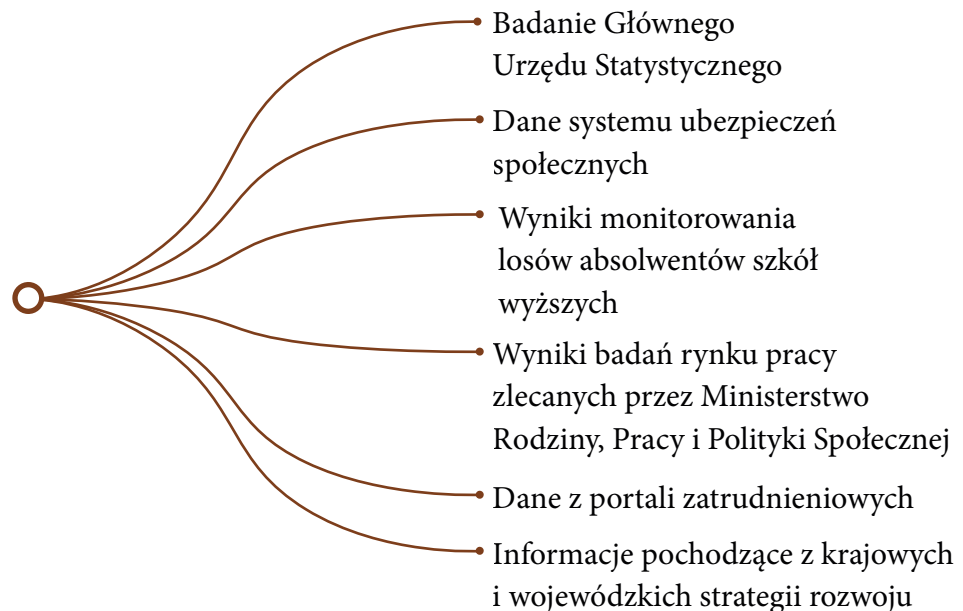 Badanie Głównego
Urzędu Statystycznego
Dane systemu ubezpieczeń
społecznych
Wyniki monitorowania
losów absolwentów szkół
wyższych
Wyniki badań rynku pracy
zlecanych przez Ministerstwo
Rodziny, Pracy i Polityki Społecznej
Dane z portali zatrudnieniowych
Informacje pochodzące z krajowych
i wojewódzkich strategii rozwoju